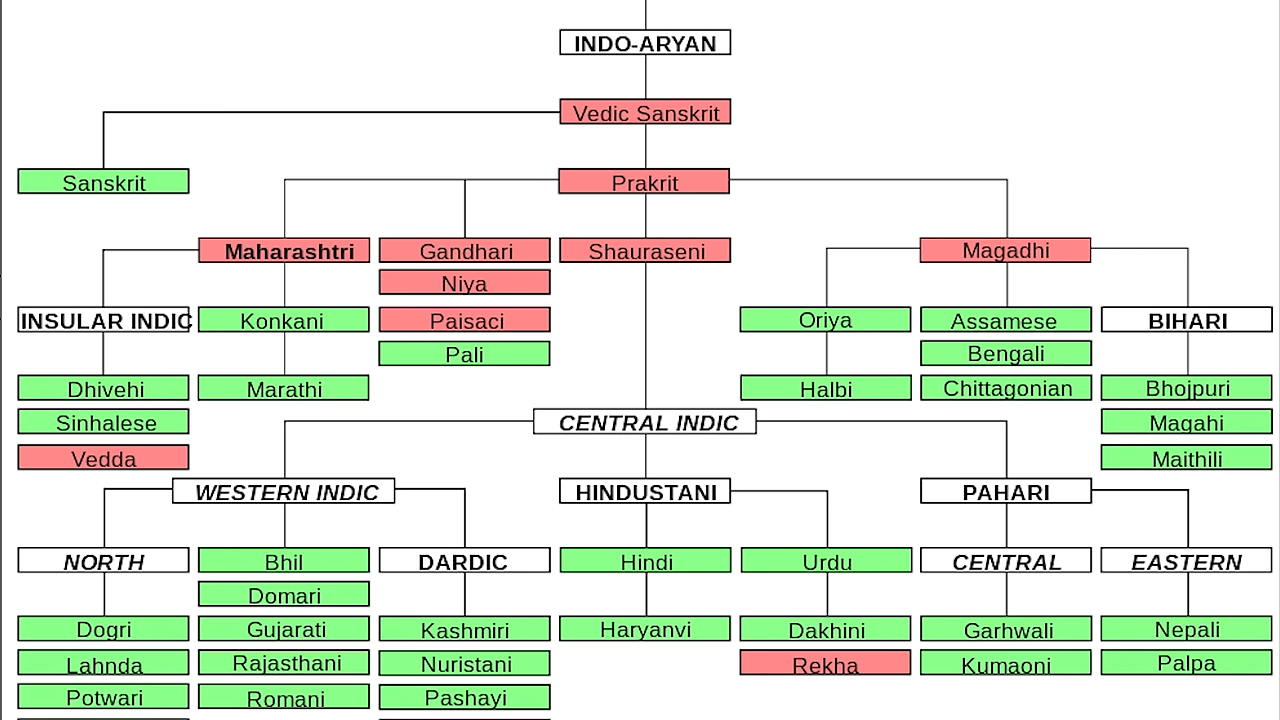 INDO-ARYAN
Vedic Sanskrit
Sanskrit
Prakrit
Maharashtri
Gandhari
Shauraseni
Magadhi
Niya
INSULAR INDIC
Konkani
Paisaci
Oriya
Assamese
BIHARI
Pali
Bengali
Dhivehi
Marathi
Halbi
Chittagonian
Bhojpuri
Sinhalese
CENTRAL INDIC
Magahi
Vedda
Maithili
WESTERN INDIC
HINDUSTANI
PAHARI
NORTH
Bhil
DARDIC
Hindi
Urdu
CENTRAL
EASTERN
Domari
Dogri
Gujarati
Kashmiri
Haryanvi
Dakhini
Garhwali
Nepali
Lahnda
Rajasthani
Nuristani
Rekha
Kumaoni
Palpa
Potwari
Romani
Pashayi